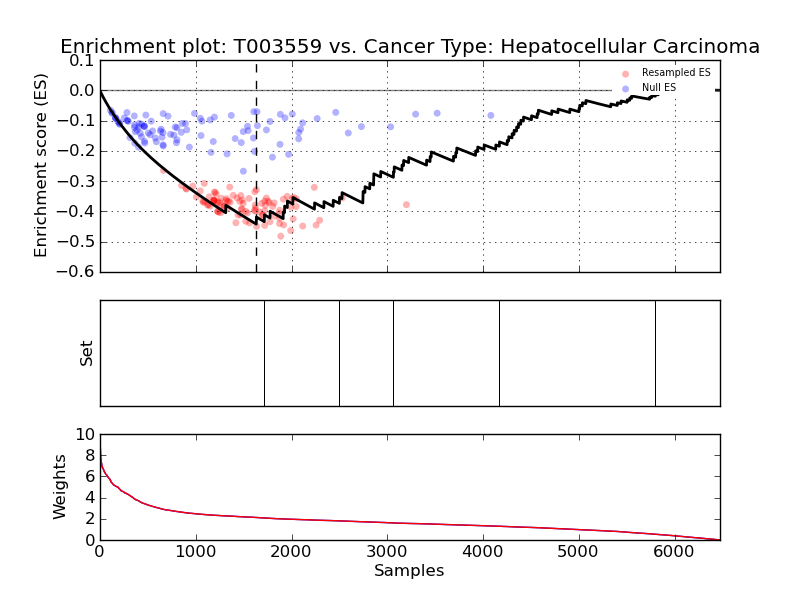 Enrichment plot: T003559 vs. Cancer Type: Hepatocellular Carcinoma
0.1
0.0
−0.1
−0.2
−0.3
−0.4
−0.5
−0.6
Enrichment score (ES)
Resampled ES
Null ES
Set
10
8
6
4
2
0
Weights
0 1000 2000 3000 4000 5000 6000
Samples